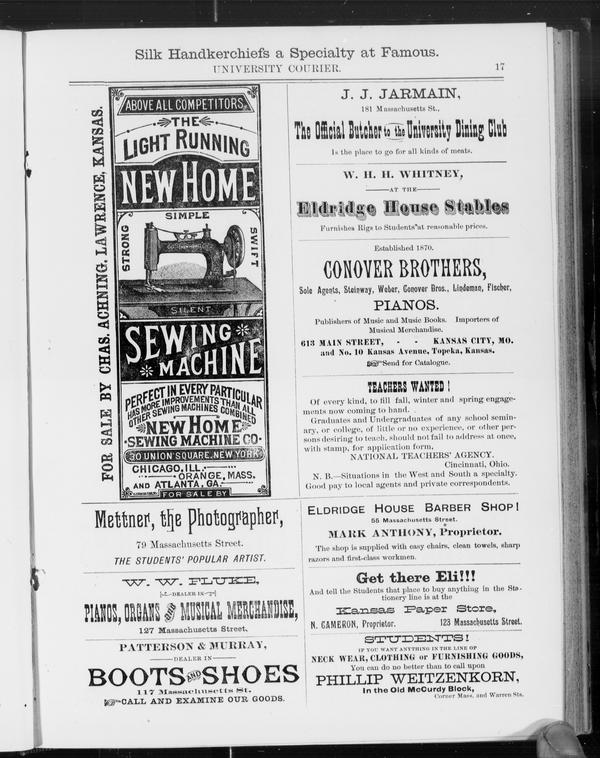 Silk Handkerchiefs a Specialty at Famous.
UNIVERSITY COURIER.
17
FOR SALE BY CHAS. ACHNING, LAWRENCE, KANSAS.
ABOVE ALL COMPETITORS
THE
LIGHT RUNNING
NEW HOME
SIMPLE
STRONG
SWIFT
SILENT
SEWING
MACHINE
PERFECT IN EVERY PARTICULAR
HAS MORE IMPROVEMENTS THAN ALL
OTHER SEWING MACHINES COMBINED
NEW HOME
SEWING MACHINE CO
30 UNION SQUARE, NEW YORK
CHICAGO, ILL.
ORANGE, MASS.
AND ATLANTA, GA.
FOR SALE BY
Mettner, the Photographer,
79 Massachusetts Street.
THE STUDENTS' POPULAR ARTIST.
W. W. FLUKE,
DEALER IN
PIANOS, ORGANS AND MUSICAL MERCHANDISE,
127 Massachusetts Street.
PATTERSON & MURRAY,
DEALER IN
BOOTS AND SHOES
117 Massachusetts St.
CALL AND EXAMINE OUR GOODS.
J. J. JARMAIN,
181 Massachusetts St.,
The Official Butcher to the University Dining Club
Is the place to go for all kinds of meats.
W. H. H. WHITNEY,
AT THE
Eldridge House Stables
Furnishes Rigs to Students at reasonable prices.
Established 1870.
CONOVER BROTHERS,
Sole Agents, Steinway, Weber, Conover Bros., Lindeman, Fischer,
PIANOS.
Publishers of Music and Music Books. Importers of
Musical Merchandise.
613 MAIN STREET, - - KANSAS CITY, MO.
and No. 10 Kansas Avenue, Topeka, Kansas.
Send for Catalogue.
TEACHERS WANTED!
Of every kind, to fill fall, winter and spring engage-
ments now coming to hand.
Graduates and Undergraduates of any school semin-
ary, or college, of little or no experience, or other per-
sons desiring to teach, should not fail to address at once,
with stamp, for application form,
NATIONAL TEACHERS' AGENCY.
Cincinnati, Ohio.
N. B.—Situations in the West and South a specialty.
Good pay to local agents and private correspondents.
ELDRIDGE HOUSE BARBER SHOP!
55 Massachusetts Street.
MARK ANTHONY, Proprietor.
The shop is supplied with easy chairs, clean towels, sharp
razors and first-class workmen.
Get there Eli!!!
And tell the Students that place to buy anything in the Sta-
tionery line is at the
Kansas Paper Store,
N. CAMERON, Proprietor. 123 Massachusetts Street.
STUDENTS!
IF YOU WANT ANYTHING IN THE LINE OF
NECK WEAR, CLOTHING or FURNISHING GOODS,
You can do no better than to call upon
PHILLIP WEITZENKORN,
In the Old McCurdy Block,
Corner Mass. and Warren Sts.